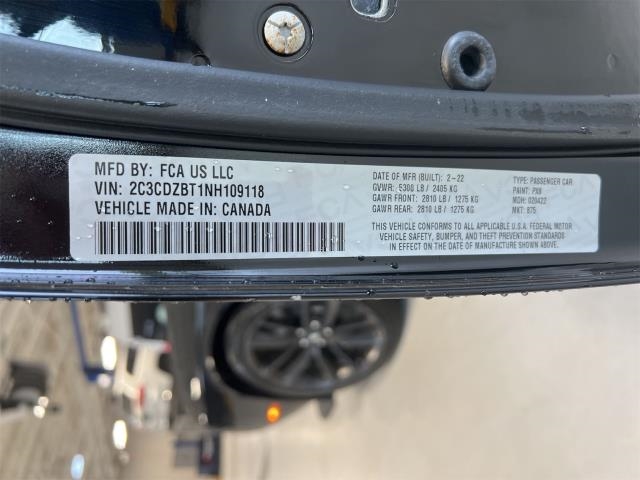 MFD BY: FCA US LLC
VIN: 2C3CDZBT1NH109118
VEHICLE MADE IN: CANADA
DATE OF MFR (BUILT): 2-22
GVWR: 5300 LB / 2405 KG
GAWR FRONT: 2810 LB / 1275 KG
GAWR REAR: 2810 LB / 1275 KG
TYPE: PASSENGER CAR
PAINT: PX8
MDH: 020422
MKT: 875
THIS VEHICLE CONFORMS TO ALL APPLICABLE U.S.A. FEDERAL MOTOR
VEHICLE SAFETY, BUMPER, AND THEFT PREVENTION STANDARDS
IN EFFECT ON THE DATE OF MANUFACTURE SHOWN ABOVE.